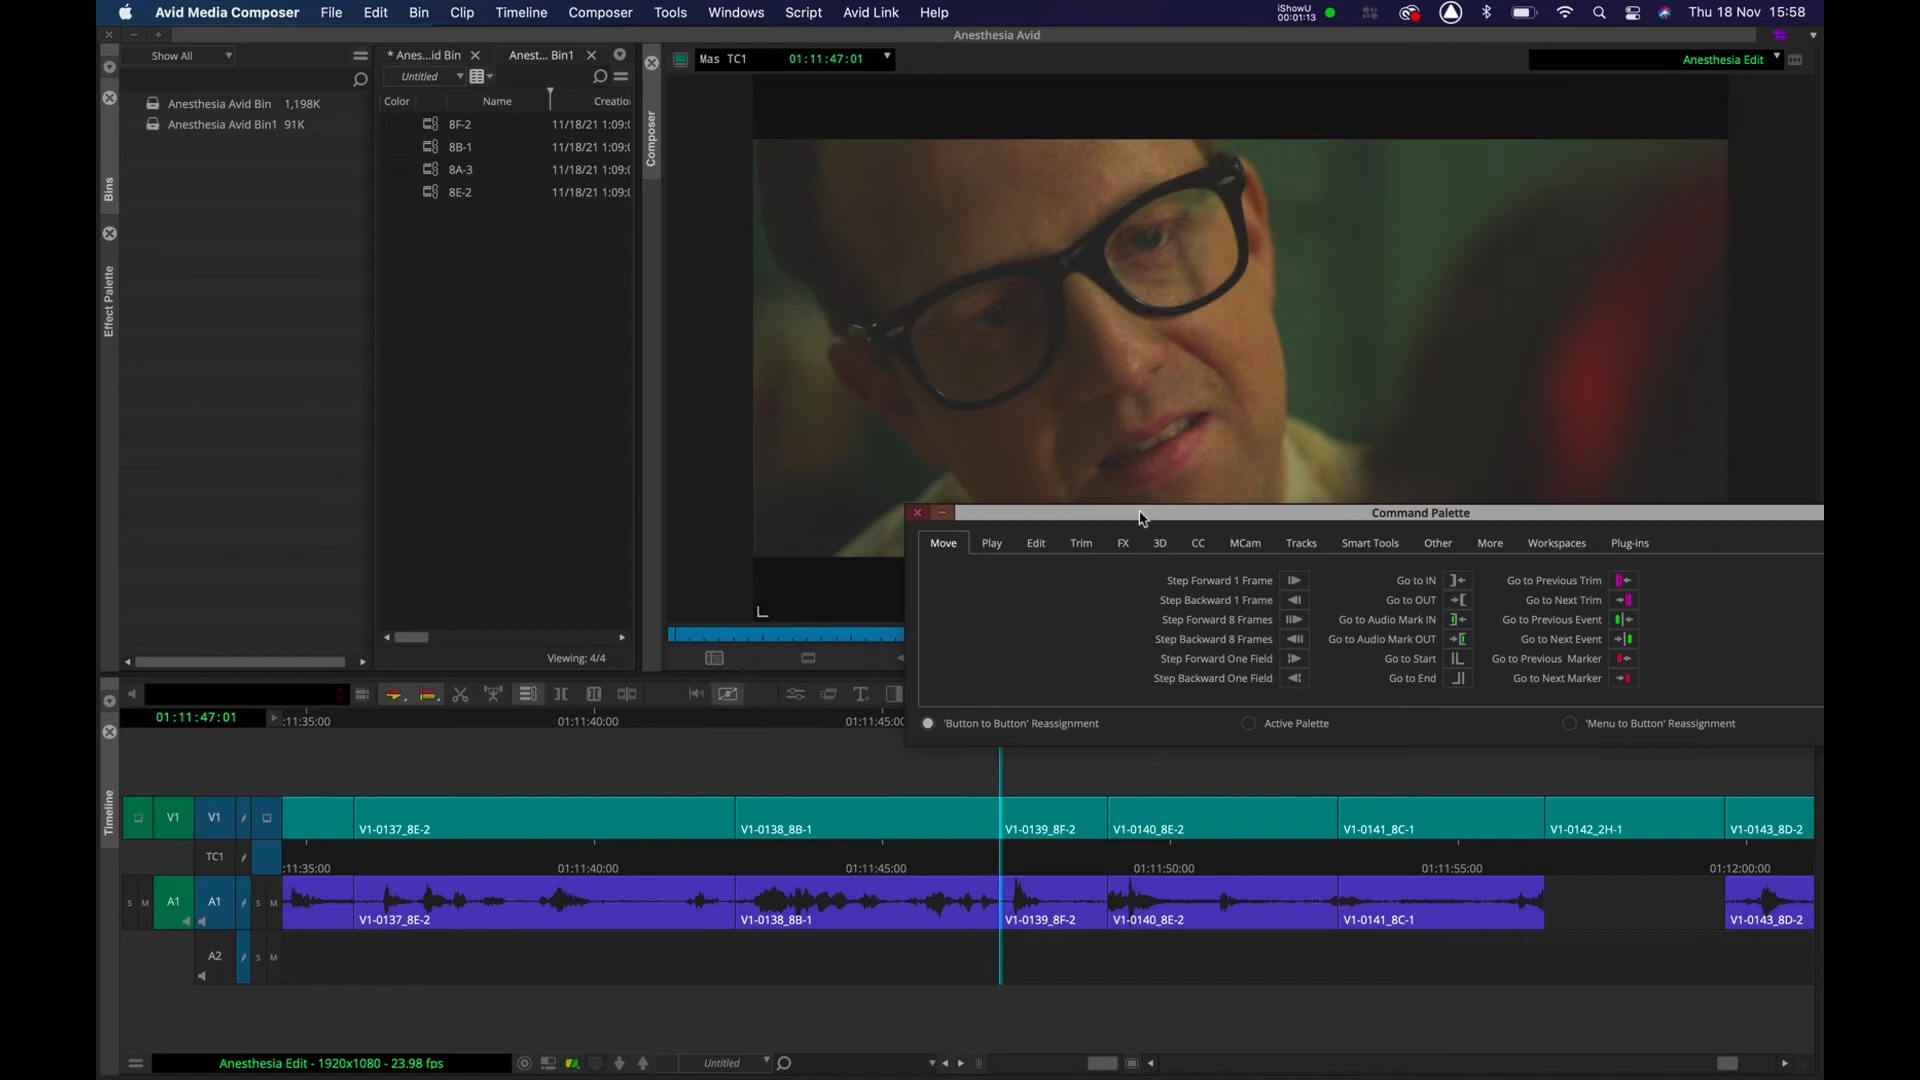 Avid Media Composer File Edit Bin Clip Timeline Composer Tools Windows Script Avid Link Help
iShowU
00:01:13
Thu 18 Nov 15:58
Anesthesia Avid
Show All
* Anes...id Bin
Anest... Bin1
Mas TC1 01:11:47:01
Anesthesia Edit
Untitled
Color Name Creatio
Anesthesia Avid Bin 1,198K
Anesthesia Avid Bin1 91K
8F-2 11/18/21 1:09:0
8B-1 11/18/21 1:09:0
8A-3 11/18/21 1:09:0
8E-2 11/18/21 1:09:0
Bins
Effect Palette
Composer
Viewing: 4/4
Command Palette
Move Play Edit Trim FX 3D CC MCam Tracks Smart Tools Other More Workspaces Plug-ins
Step Forward 1 Frame Go to IN Go to Previous Trim
Step Backward 1 Frame Go to OUT Go to Next Trim
Step Forward 8 Frames Go to Audio Mark IN Go to Previous Event
Step Backward 8 Frames Go to Audio Mark OUT Go to Next Event
Step Forward One Field Go to Start Go to Previous Marker
Step Backward One Field Go to End Go to Next Marker
'Button to Button' Reassignment Active Palette 'Menu to Button' Reassignment
01:11:47:01
:11:35:00 01:11:40:00 01:11:45:00
Timeline
V1 V1
V1-0137_8E-2 V1-0138_8B-1 V1-0139_8F-2 V1-0140_8E-2 V1-0141_8C-1 V1-0142_2H-1 V1-0143_8D-2
TC1
:11:35:00 01:11:40:00 01:11:45:00 01:11:50:00 01:11:55:00 01:12:00:00
S M A1 A1 S M
V1-0137_8E-2 V1-0138_8B-1 V1-0139_8F-2 V1-0140_8E-2 V1-0141_8C-1 V1-0143_8D-2
A2 S M
Anesthesia Edit - 1920x1080 - 23.98 fps
Untitled